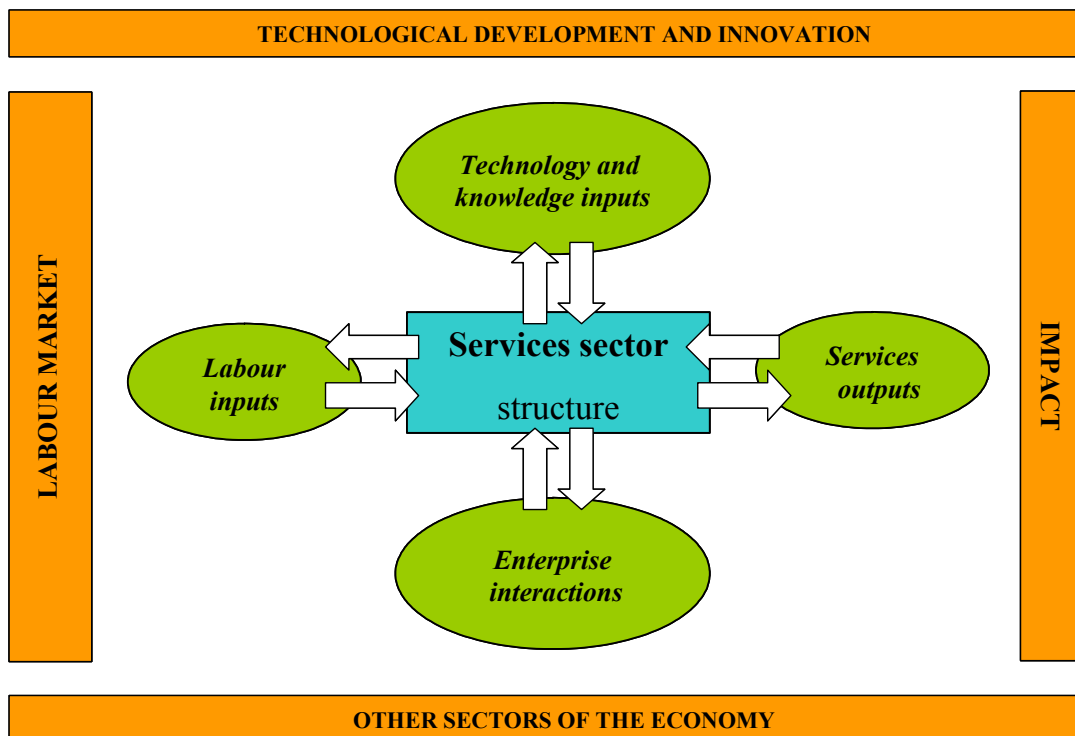 TECHNOLOGICAL DEVELOPMENT AND INNOVATION
LABOUR MARKET
Technology and
knowledge inputs
Labour
inputs
Services sector
structure
Services
outputs
IMPACT
Enterprise
interactions
OTHER SECTORS OF THE ECONOMY